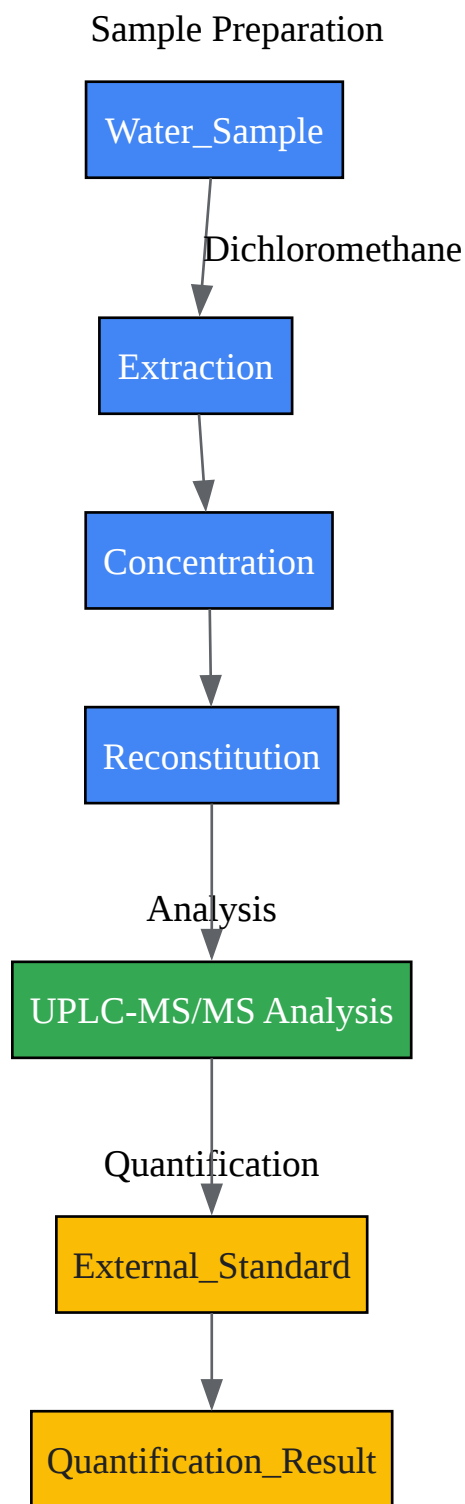 Sample Preparation
Water_Sample
Dichloromethane
Extraction
Concentration
Reconstitution
Analysis
UPLC-MS/MS Analysis
Quantification
External_Standard
Quantification_Result